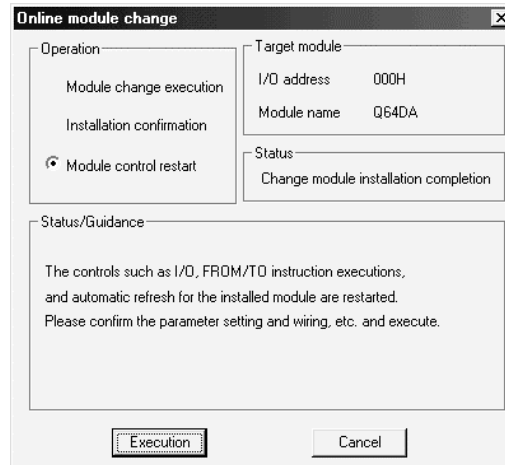 Online module change
Operation
Module change execution
Installation confirmation
Module control restart
Target module
I/O address 000H
Module name Q64DA
Status
Change module installation completion
Status/Guidance
The controls such as I/O, FROM/TO instruction executions,
and automatic refresh for the installed module are restarted.
Please confirm the parameter setting and wiring, etc. and execute.
Execution Cancel